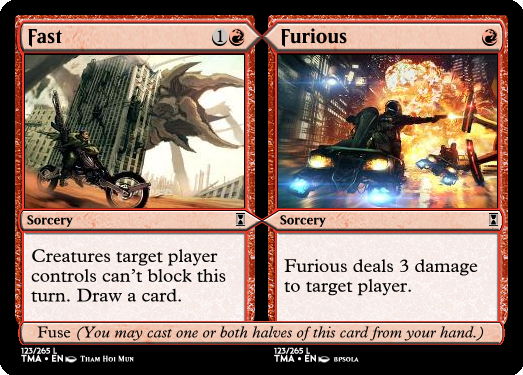 Fast 1
Sorcery
Creatures target player
controls can't block this
turn. Draw a card.
Furious
Sorcery
Furious deals 3 damage
to target player.
Fuse (You may cast one or both halves of this card from your hand.)
123/265 L
TMA • EN THAM HOI MUN
123/265 L
TMA • EN BPSOLA